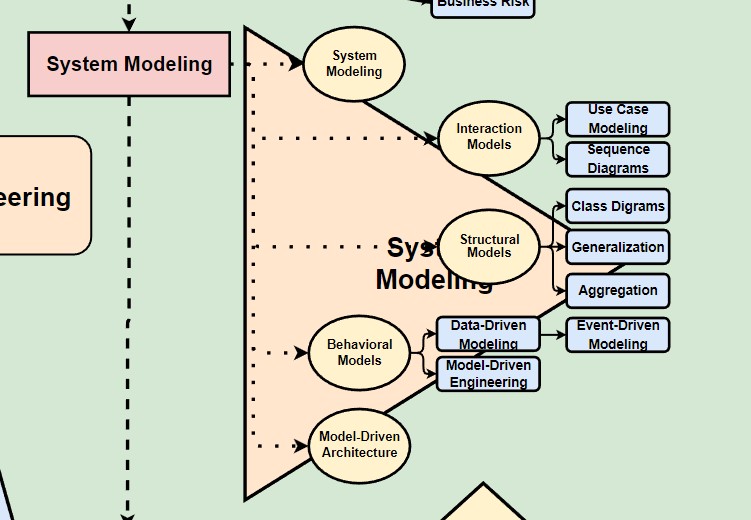 Business Risk
System Modeling
System
Modeling
Interaction
Models
Use Case
Modeling
Sequence
Diagrams
eering
Class Digrams
Structural
Models
Generalization
Modeling
Aggregation
Behavioral
Models
Data-Driven
Modeling
Event-Driven
Modeling
Model-Driven
Engineering
Model-Driven
Architecture